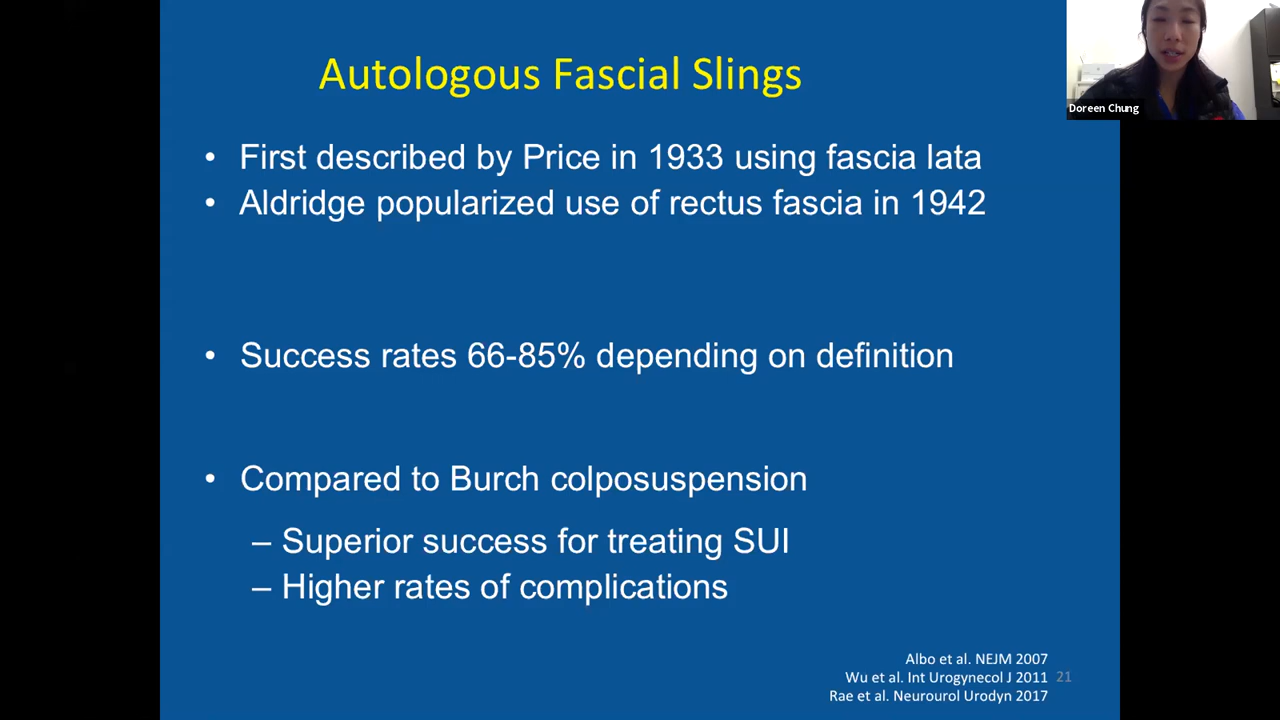 Autologous Fascial Slings
Doreen Chung
• First described by Price in 1933 using fascia lata
• Aldridge popularized use of rectus fascia in 1942
• Success rates 66-85% depending on definition
• Compared to Burch colposuspension
– Superior success for treating SUI
– Higher rates of complications
Albo et al. NEJM 2007
Wu et al. Int Urogynecol J 2011 21
Rae et al. Neurourol Urodyn 2017